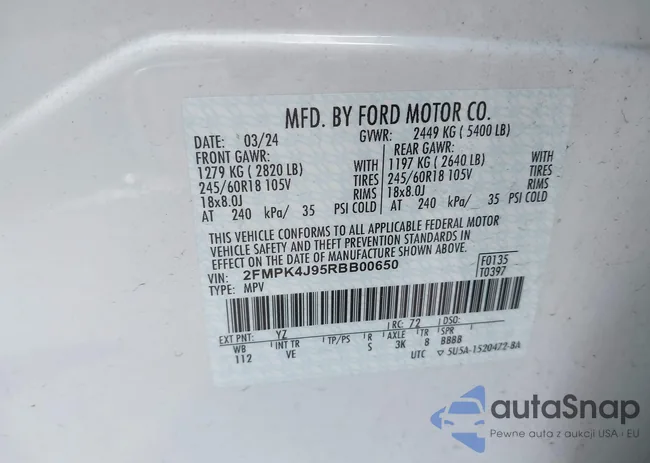 MFD. BY FORD MOTOR CO.
DATE: 03/24 GVWR: 2449 KG ( 5400 LB)
FRONT GAWR: REAR GAWR:
1279 KG ( 2820 LB) WITH 1197 KG ( 2640 LB) WITH
245/60R18 105V TIRES 245/60R18 105V TIRES
18x8.0J RIMS 18x8.0J RIMS
AT 240 kPa/ 35 PSI COLD AT 240 kPa/ 35 PSI COLD
THIS VEHICLE CONFORMS TO ALL APPLICABLE FEDERAL MOTOR
VEHICLE SAFETY AND THEFT PREVENTION STANDARDS IN
EFFECT ON THE DATE OF MANUFACTURE SHOWN ABOVE.
VIN: 2FMPK4J95RBB00650 F0135
TYPE: MPV T0397
EXT PNT: YZ RC: 72 DSO:
WB INT TR TP/PS R AXLE TR SPR
112 VE S 3K 8 BBBB
UTC ▽ 5U5A-1520472-BA
autaSnap
Pewne auta z aukcji USA i EU